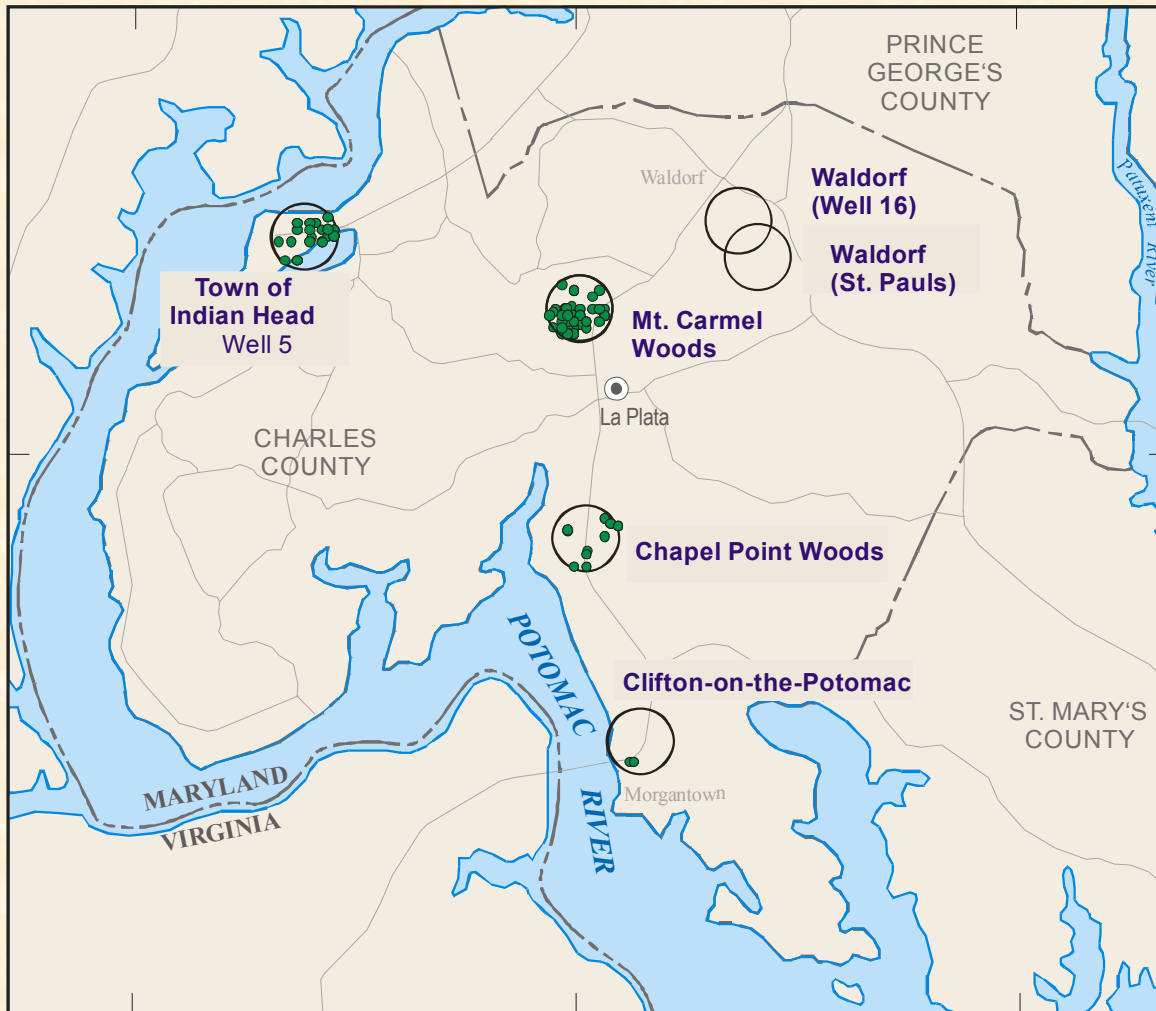 PRINCE
GEORGE‘S
COUNTY
Waldorf
Waldorf
(Well 16)
Patuxent River
Waldorf
(St. Pauls)
Town of
Indian Head
Well 5
Mt. Carmel
Woods
La Plata
CHARLES
COUNTY
Chapel Point Woods
POTOMAC
RIVER
Clifton-on-the-Potomac
ST. MARY‘S
COUNTY
MARYLAND
VIRGINIA
Morgantown